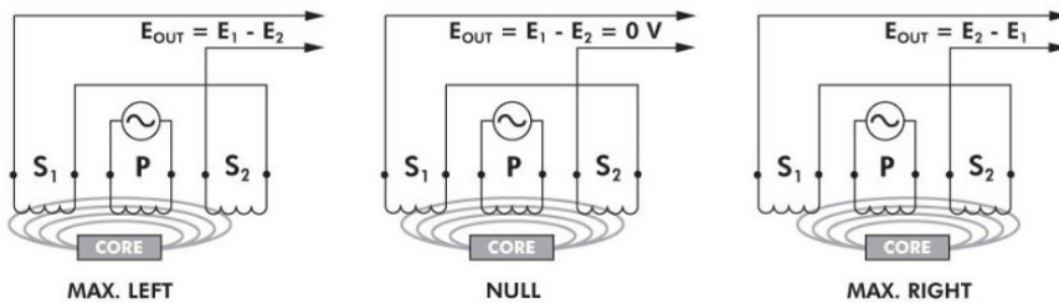 E_OUT = E_1 - E_2
S_1 P S_2
CORE
MAX. LEFT
E_OUT = E_1 - E_2 = 0 V
S_1 P S_2
CORE
NULL
E_OUT = E_2 - E_1
S_1 P S_2
CORE
MAX. RIGHT